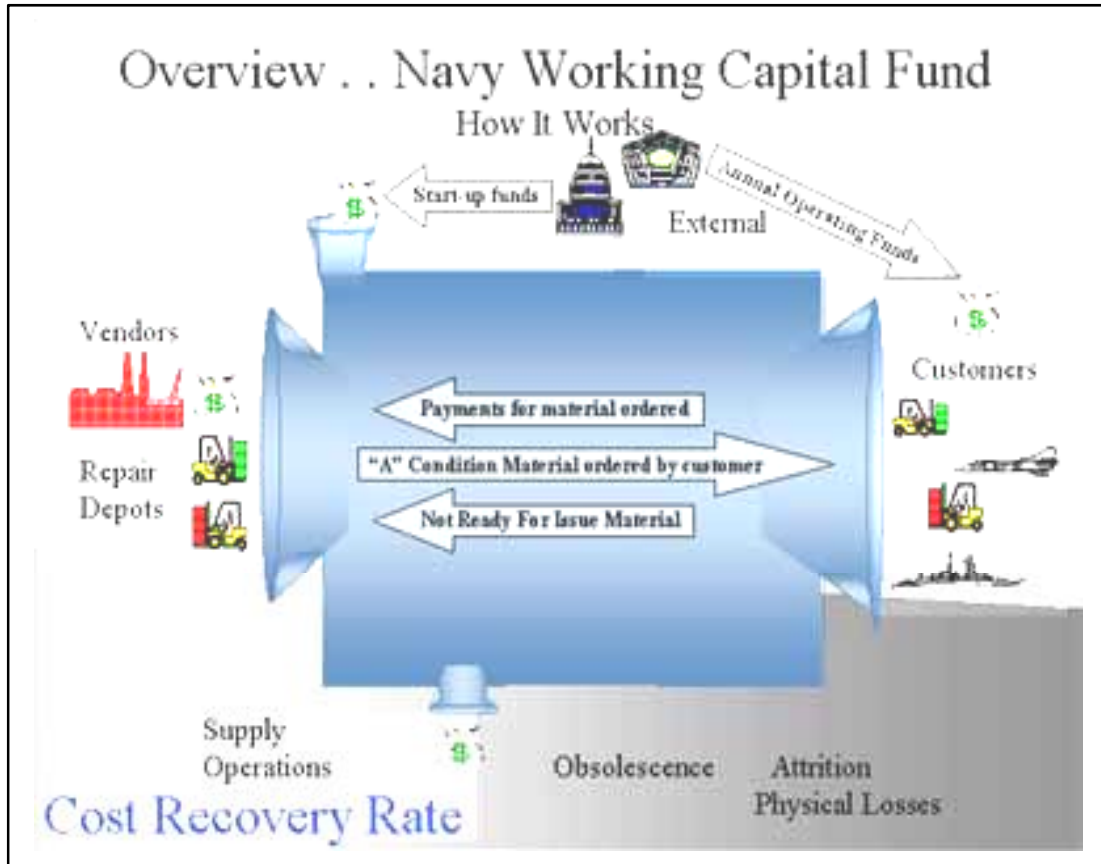 Overview . . Navy Working Capital Fund
How It Works
Start-up funds
External
Annual Operating Funds
Vendors
Customers
Payments for material ordered
"A" Condition Material ordered by customer
Repair
Depots
Not Ready For Issue Material
Supply
Operations
Obsolescence
Attrition
Physical Losses
Cost Recovery Rate
$
$
$
$